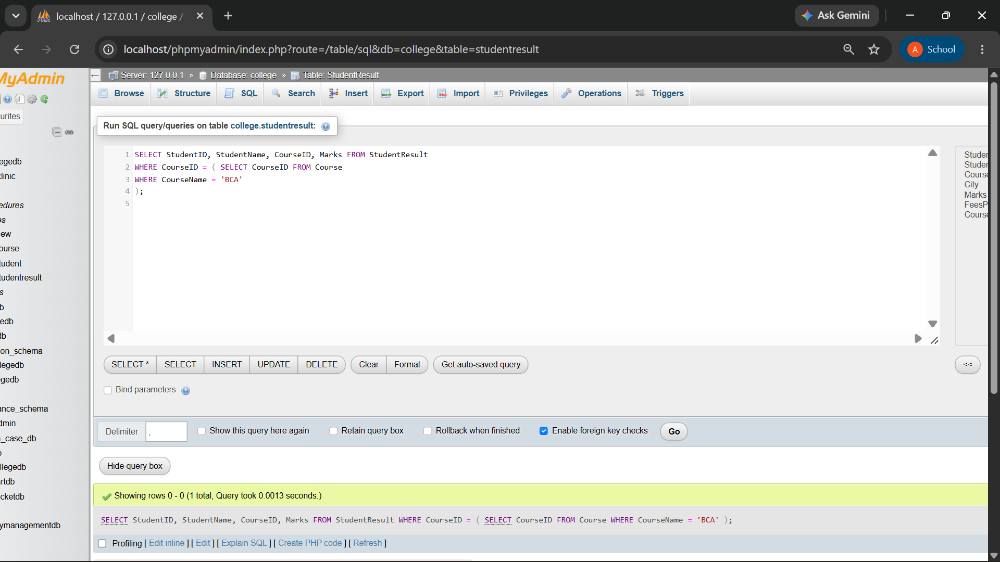 localhost / 127.0.0.1 / college /
Ask Gemini
localhost/phpmyadmin/index.php?route=/table/sql&db=college&table=studentresult
A School
MyAdmin
Server: 127.0.0.1 » Database: college » Table: StudentResult
Browse Structure SQL Search Insert Export Import Privileges Operations Triggers
urites
egedb
linic
edures
es
ew
ourse
tudent
tudentresult
s
b
edb
db
on_schema
legedb
egedb
ance_schema
dmin
_case_db
llegedb
artdb
cketdb
ymanagementdb
Run SQL query/queries on table college.studentresult:
1 SELECT StudentID, StudentName, CourseID, Marks FROM StudentResult
2 WHERE CourseID = ( SELECT CourseID FROM Course
3 WHERE CourseName = 'BCA'
4 );
5
Studen
Studen
Course
City
Marks
FeesP
Course
SELECT * SELECT INSERT UPDATE DELETE Clear Format Get auto-saved query <<
Bind parameters
Delimiter ; Show this query here again Retain query box Rollback when finished Enable foreign key checks Go
Hide query box
Showing rows 0 - 0 (1 total, Query took 0.0013 seconds.)
SELECT StudentID, StudentName, CourseID, Marks FROM StudentResult WHERE CourseID = ( SELECT CourseID FROM Course WHERE CourseName = 'BCA' );
Profiling [ Edit inline ] [ Edit ] [ Explain SQL ] [ Create PHP code ] [ Refresh ]